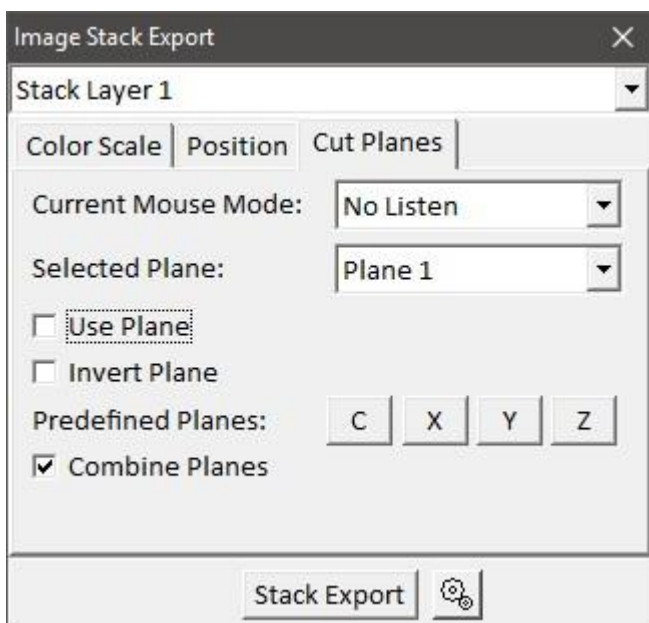 Image Stack Export
Stack Layer 1
Color Scale Position Cut Planes
Current Mouse Mode: No Listen
Selected Plane: Plane 1
Use Plane
Invert Plane
Predefined Planes: C X Y Z
Combine Planes
Stack Export